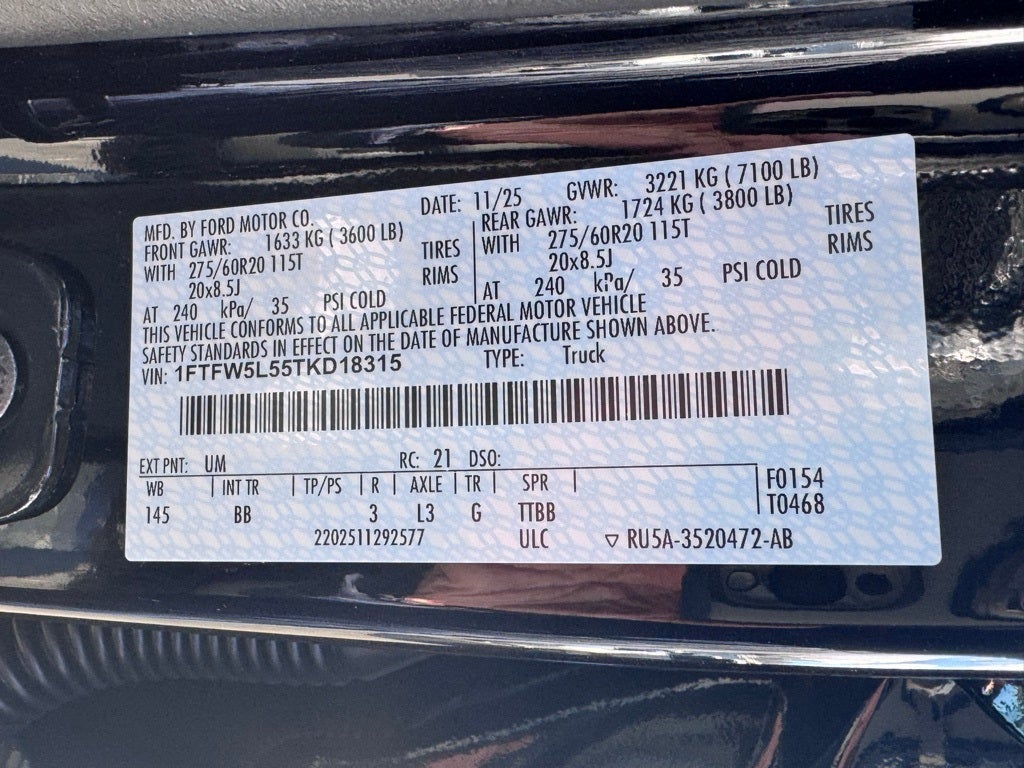 MFD. BY FORD MOTOR CO. DATE: 11/25 GVWR: 3221 KG ( 7100 LB)
FRONT GAWR: 1633 KG ( 3600 LB) REAR GAWR: 1724 KG ( 3800 LB)
WITH 275/60R20 115T TIRES WITH 275/60R20 115T TIRES
20x8.5J RIMS 20x8.5J RIMS
AT 240 kPa/ 35 PSI COLD AT 240 kPa/ 35 PSI COLD
THIS VEHICLE CONFORMS TO ALL APPLICABLE FEDERAL MOTOR VEHICLE
SAFETY STANDARDS IN EFFECT ON THE DATE OF MANUFACTURE SHOWN ABOVE.
VIN: 1FTFW5L55TKD18315 TYPE: Truck
EXT PNT: UM RC: 21 DSO:
WB INT TR TP/PS R AXLE TR SPR F0154
145 BB 3 L3 G TTBB T0468
2202511292577 ULC ▽ RU5A-3520472-AB